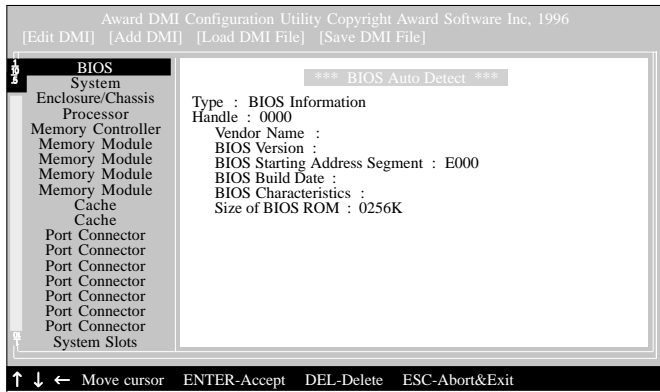 Award DMI Configuration Utility Copyright Award Software Inc, 1996
[Edit DMI] [Add DMI] [Load DMI File] [Save DMI File]
BIOS
System
Enclosure/Chassis
Processor
Memory Controller
Memory Module
Memory Module
Memory Module
Memory Module
Cache
Cache
Port Connector
Port Connector
Port Connector
Port Connector
Port Connector
Port Connector
Port Connector
System Slots
*** BIOS Auto Detect ***
Type : BIOS Information
Handle : 0000
Vendor Name :
BIOS Version :
BIOS Starting Address Segment : E000
BIOS Build Date :
BIOS Characteristics :
Size of BIOS ROM : 0256K
↑ ↓ ← Move cursor ENTER-Accept DEL-Delete ESC-Abort&Exit